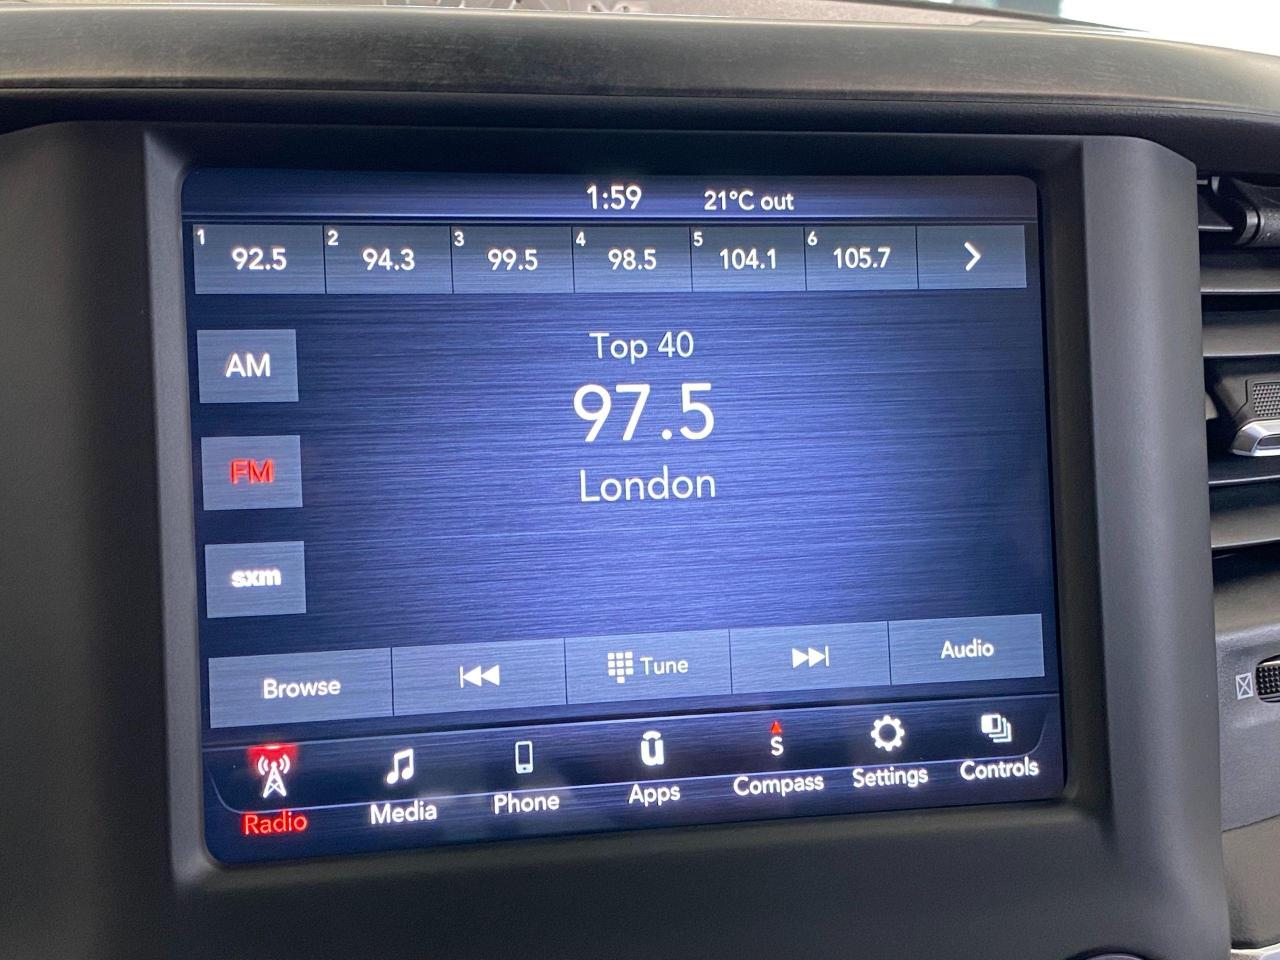 1:59 21°C out
1 92.5 2 94.3 3 99.5 4 98.5 5 104.1 6 105.7
Top 40
97.5
London
AM
FM
sxm
Browse Tune Audio
S
Radio Media Phone Apps Compass Settings Controls